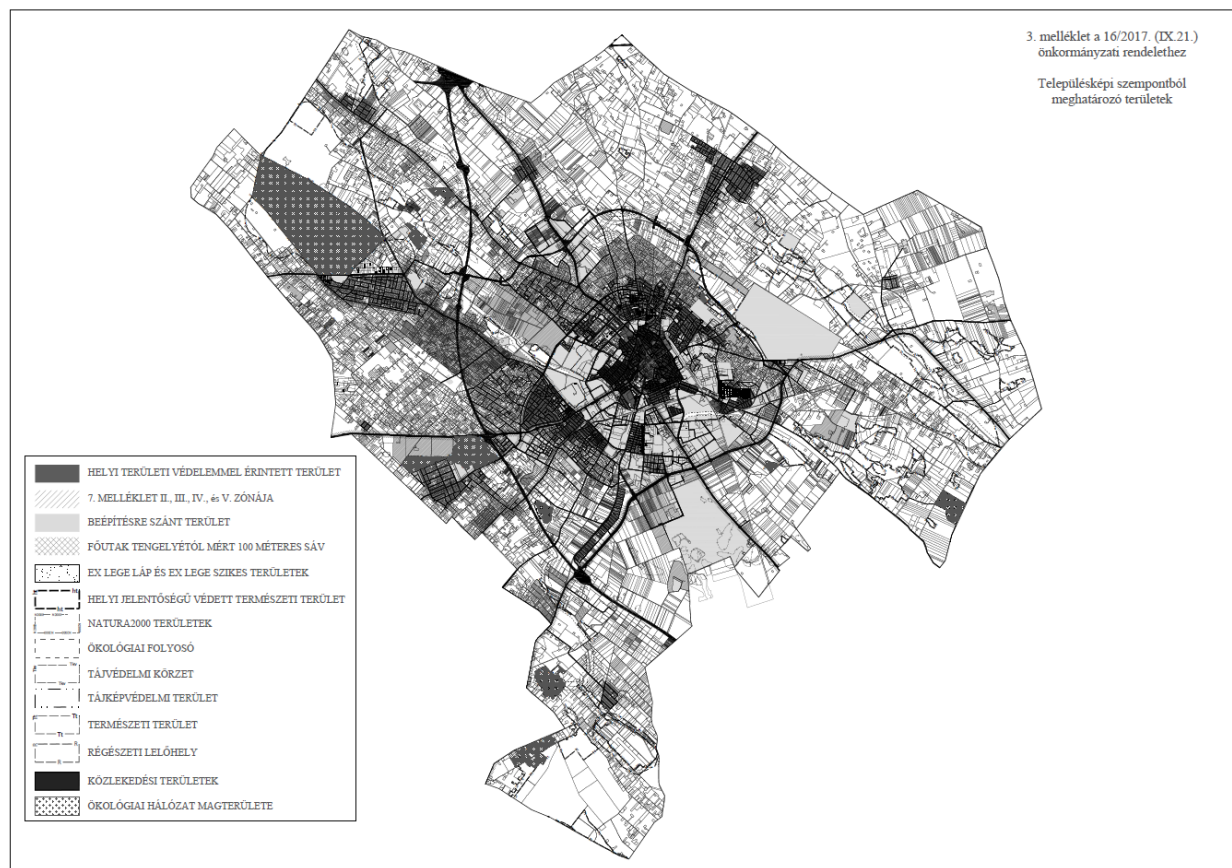 3. melléklet a 16/2017. (IX.21.)
önkormányzati rendelethez
Településképi szempontból
meghatározó területek
HELYI TERÜLETI VÉDELEMMEL ÉRINTETT TERÜLET
7. MELLÉKLET II., III., IV., és V. ZÓNÁJA
BEÉPÍTÉSRE SZÁNT TERÜLET
FŐUTAK TENGELYÉTŐL MÉRT 100 MÉTERES SÁV
EX LEGE LÁP ÉS EX LEGE SZIKES TERÜLETEK
HELYI JELENTŐSÉGŰ VÉDETT TERMÉSZETI TERÜLET
NATURA2000 TERÜLETEK
ÖKOLÓGIAI FOLYOSÓ
TÁJVÉDELMI KÖRZET
TÁJKÉPVÉDELMI TERÜLET
TERMÉSZETI TERÜLET
RÉGÉSZETI LELŐHELY
KÖZLEKEDÉSI TERÜLETEK
ÖKOLÓGIAI HÁLÓZAT MAGTERÜLETE